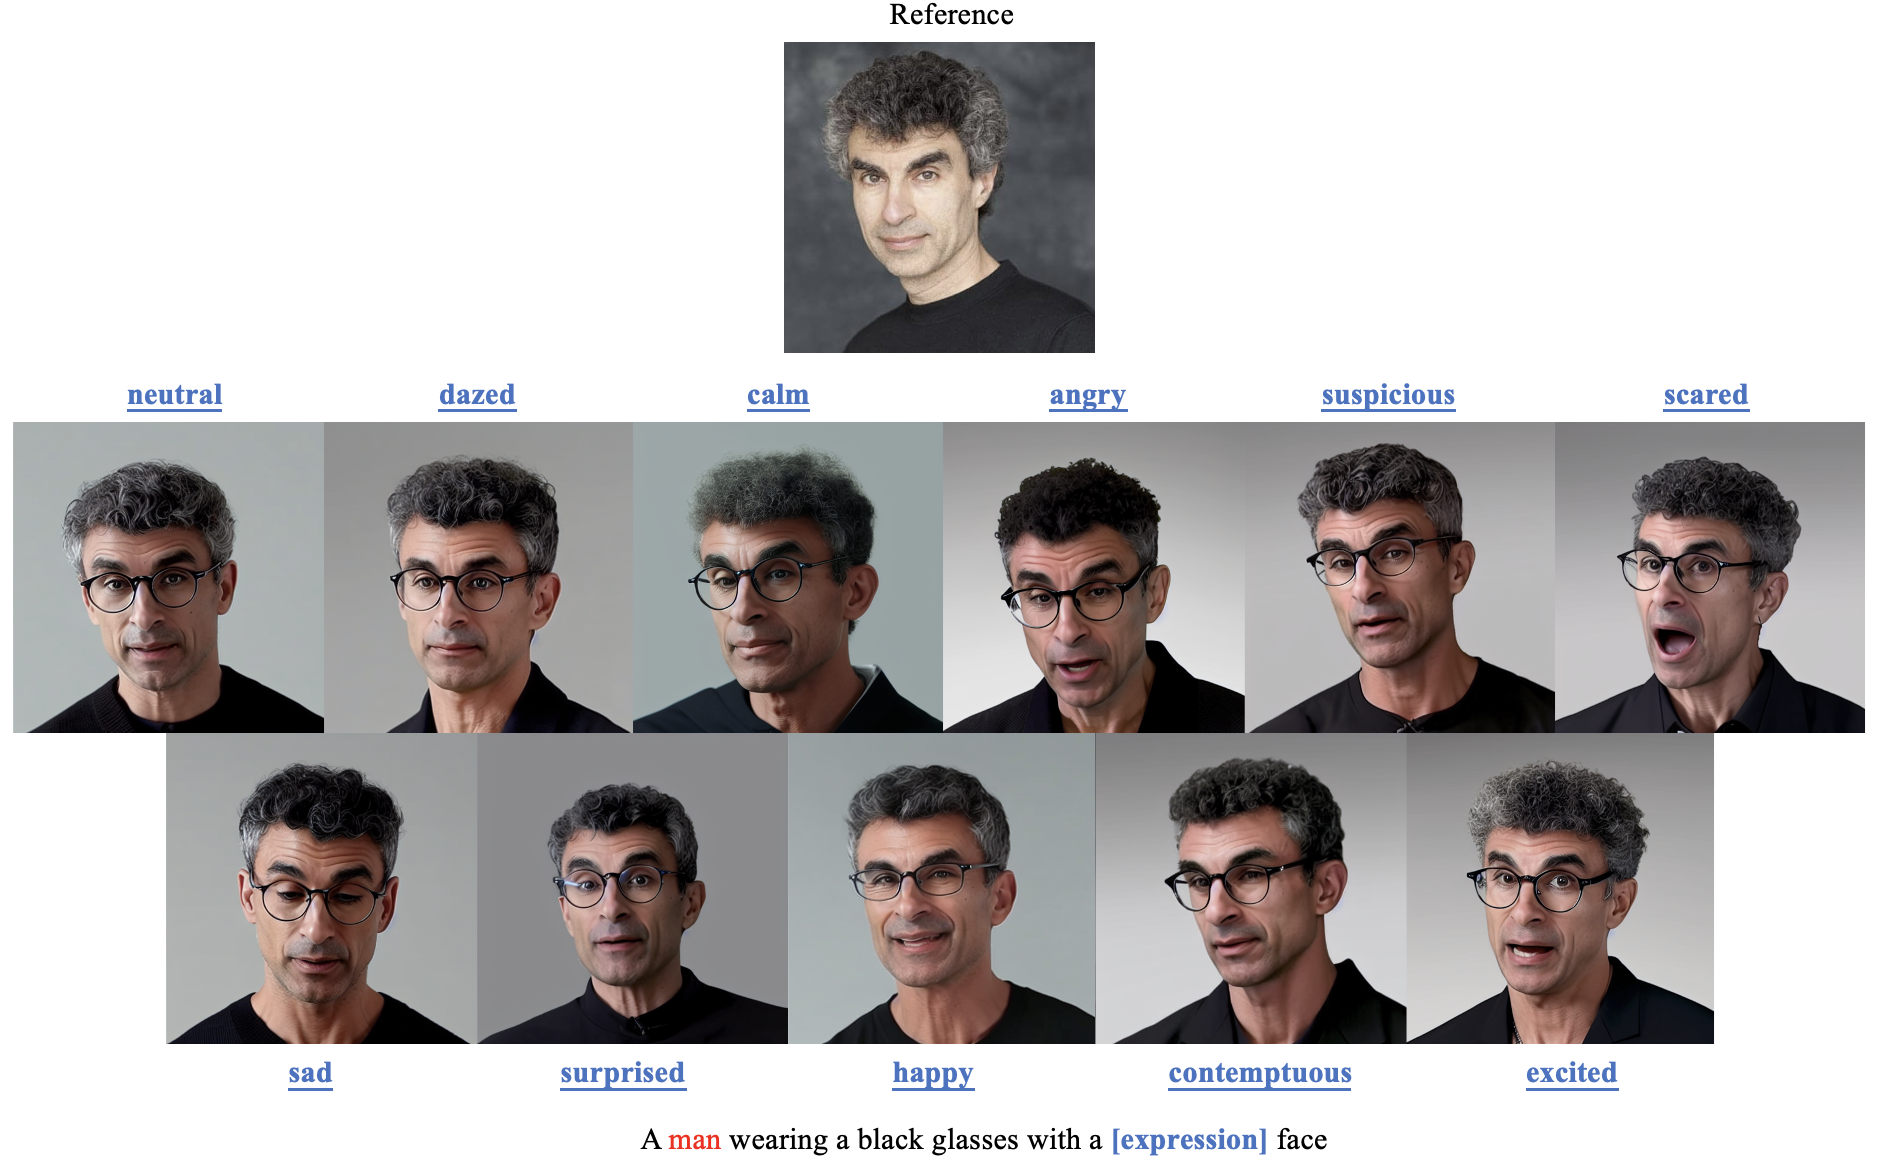 Reference
neutral dazed calm angry suspicious scared
sad surprised happy contemptuous excited
A man wearing a black glasses with a [expression] face